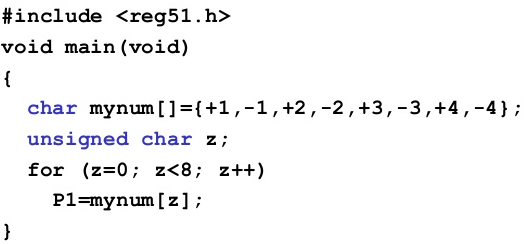 #include <reg51.h>
void main(void)
{
char mynum[]={+1,-1,+2,-2,+3,-3,+4,-4};
unsigned char z;
for (z=0; z<8; z++)
P1=mynum[z];
}